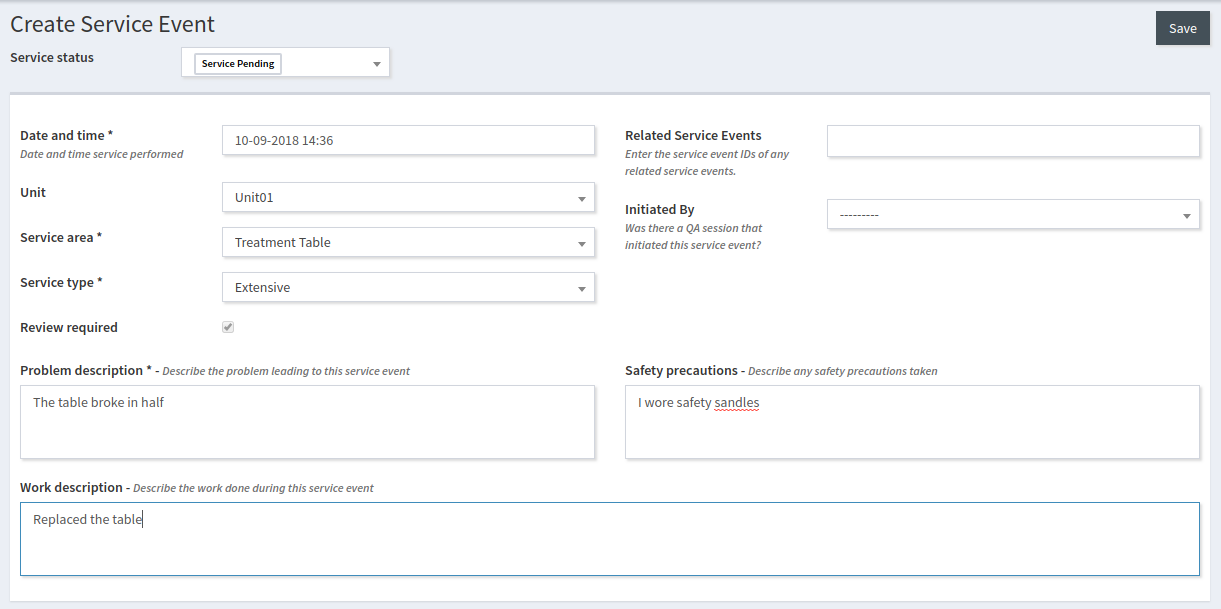 Create Service Event
Save
Service status
Service Pending
Date and time *
Date and time service performed
10-09-2018 14:36
Unit
Unit01
Service area *
Treatment Table
Service type *
Extensive
Review required
Related Service Events
Enter the service event IDs of any
related service events.
Initiated By
Was there a QA session that
initiated this service event?
---------
Problem description * - Describe the problem leading to this service event
The table broke in half
Safety precautions - Describe any safety precautions taken
I wore safety sandles
Work description - Describe the work done during this service event
Replaced the table